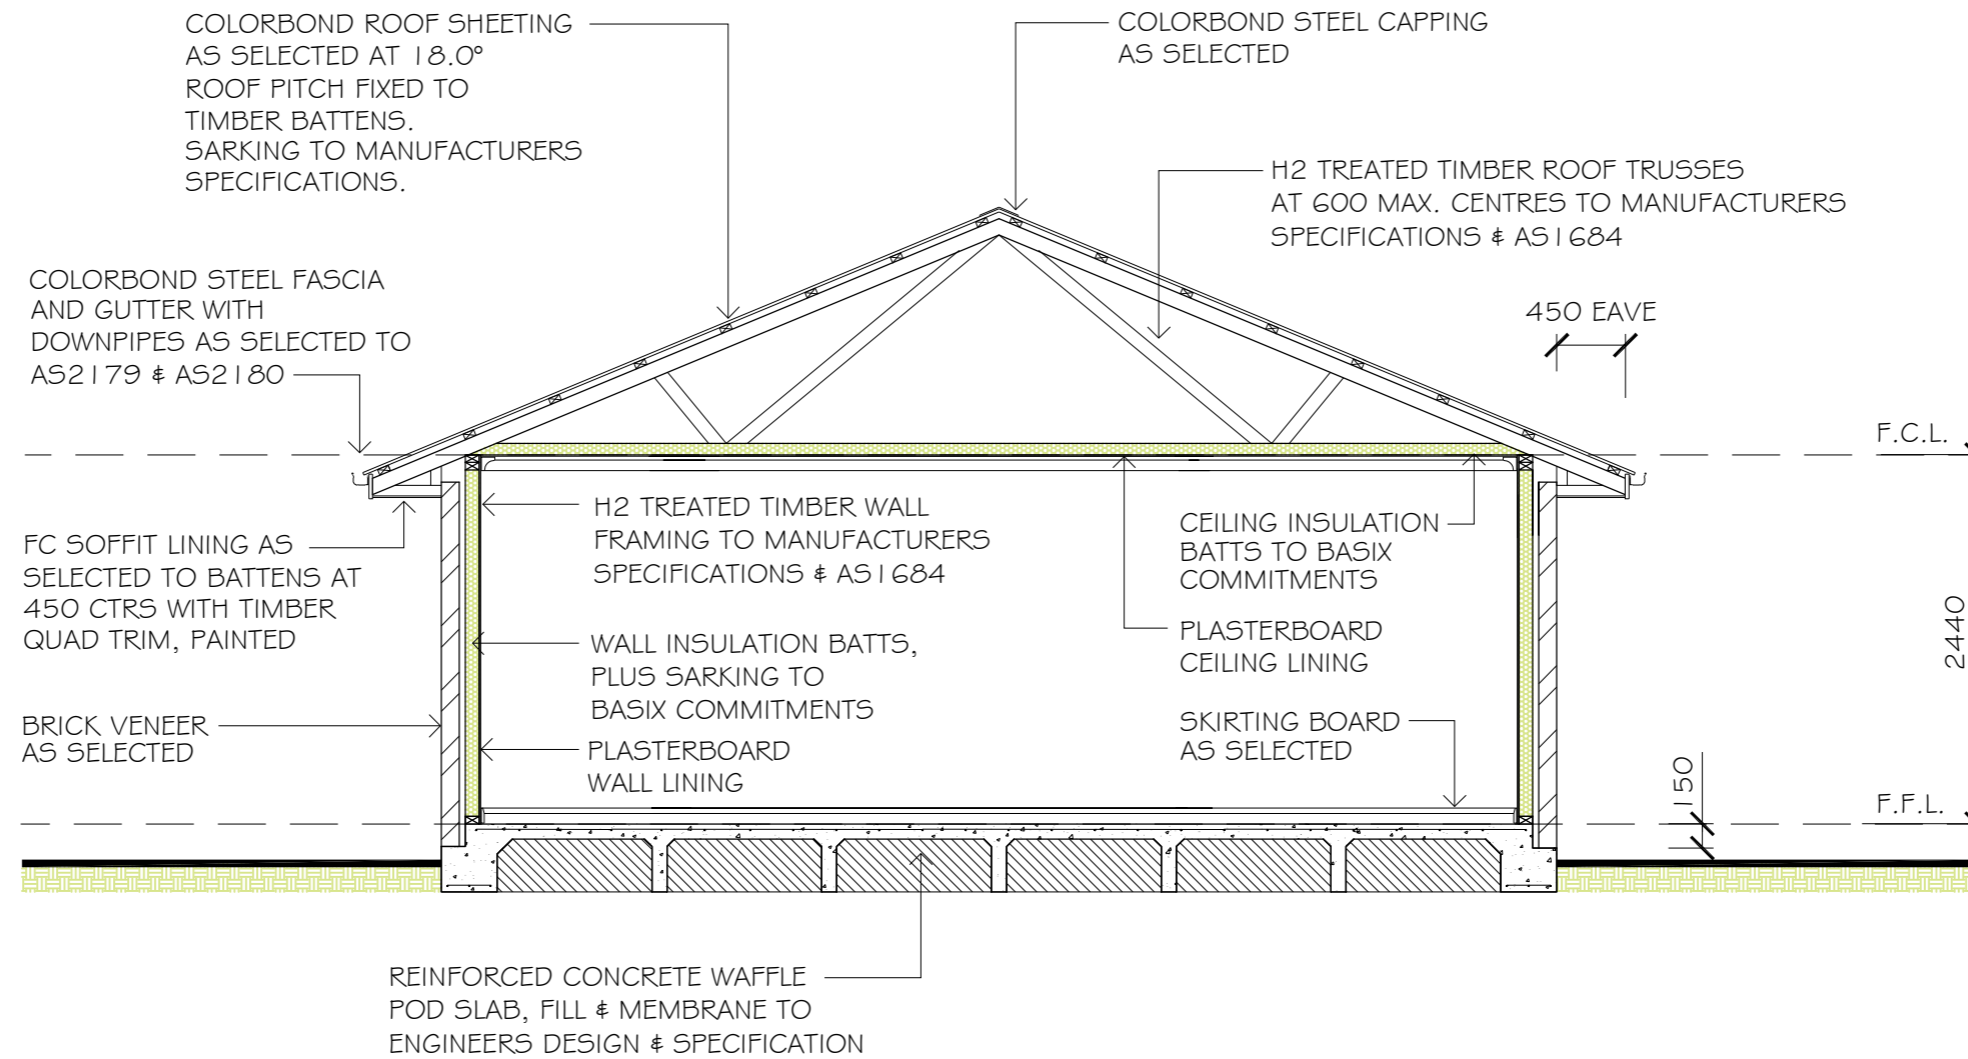 COLORBOND ROOF SHEETING
AS SELECTED AT 18.0°
ROOF PITCH FIXED TO
TIMBER BATTENS.
SARKING TO MANUFACTURERS
SPECIFICATIONS.
COLORBOND STEEL CAPPING
AS SELECTED
H2 TREATED TIMBER ROOF TRUSSES
AT 600 MAX. CENTRES TO MANUFACTURERS
SPECIFICATIONS & AS1684
COLORBOND STEEL FASCIA
AND GUTTER WITH
DOWNPIPES AS SELECTED TO
AS2179 & AS2180
450 EAVE
F.C.L.
H2 TREATED TIMBER WALL
FRAMING TO MANUFACTURERS
SPECIFICATIONS & AS1684
CEILING INSULATION
BATTS TO BASIX
COMMITMENTS
FC SOFFIT LINING AS
SELECTED TO BATTENS AT
450 CTRS WITH TIMBER
QUAD TRIM, PAINTED
WALL INSULATION BATTS,
PLUS SARKING TO
BASIX COMMITMENTS
PLASTERBOARD
CEILING LINING
2440
BRICK VENEER
AS SELECTED
PLASTERBOARD
WALL LINING
SKIRTING BOARD
AS SELECTED
150
F.F.L.
REINFORCED CONCRETE WAFFLE
POD SLAB, FILL & MEMBRANE TO
ENGINEERS DESIGN & SPECIFICATION